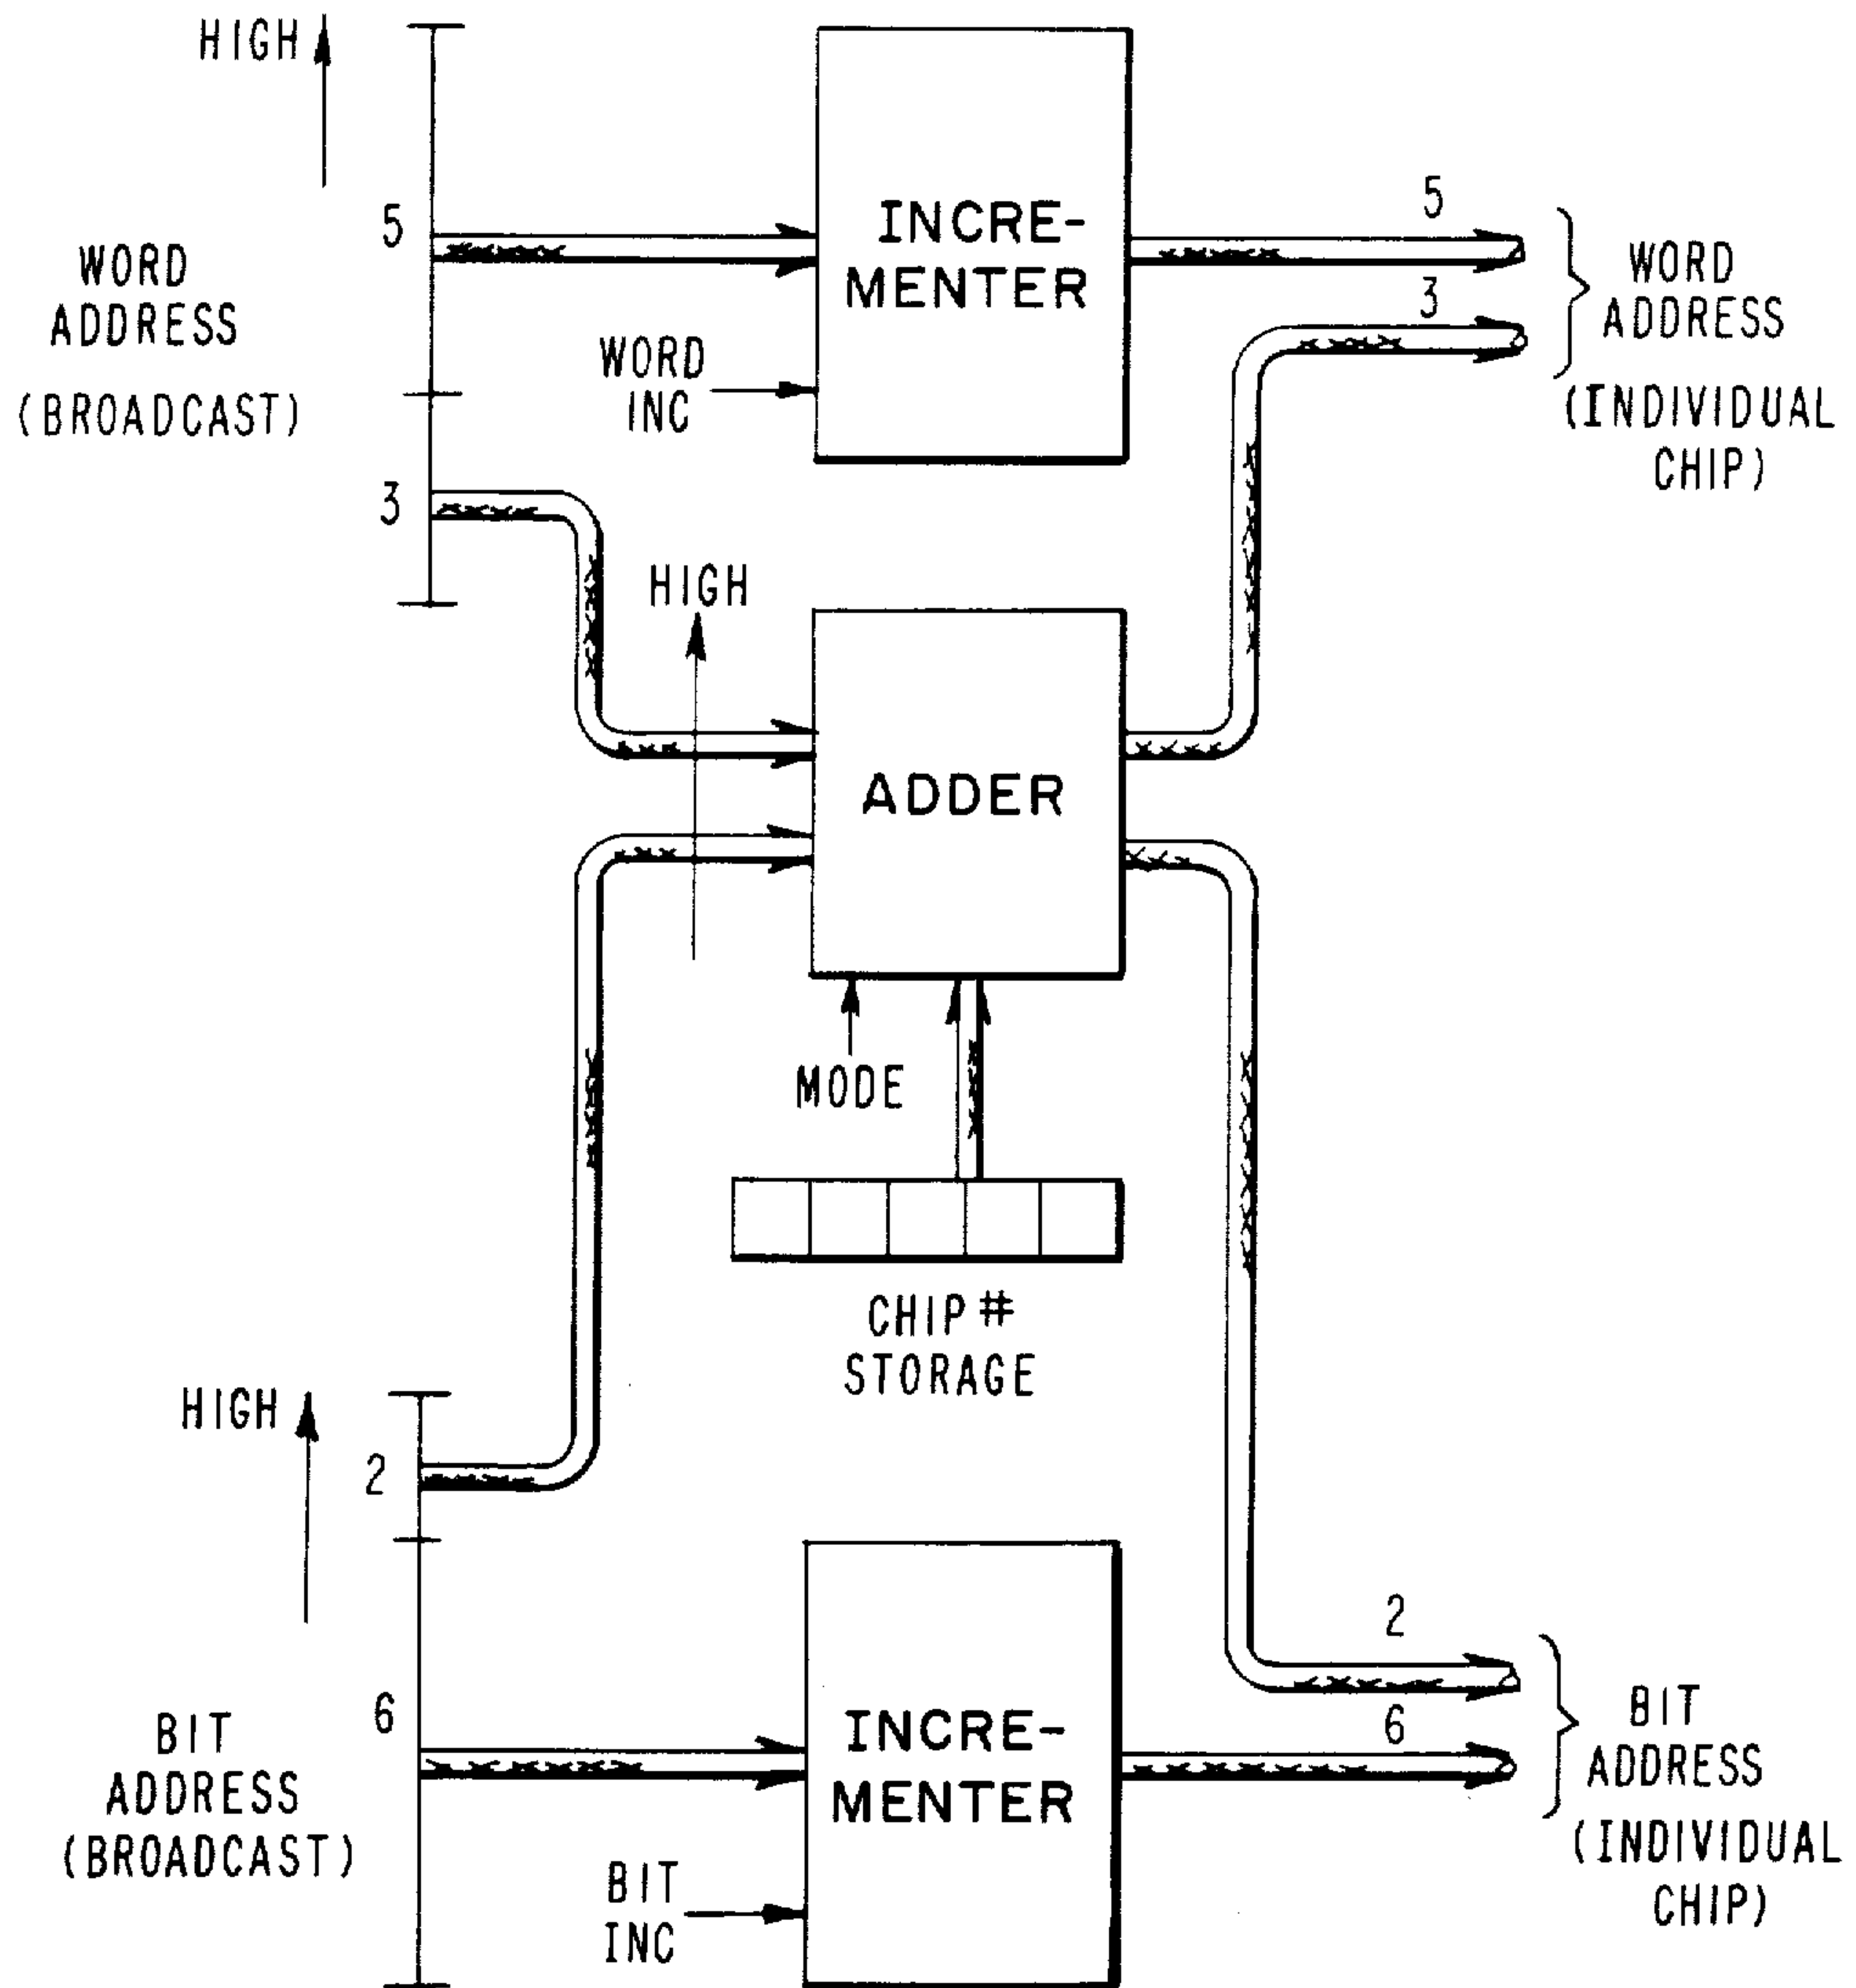 HIGH
5
WORD
ADDRESS
(BROADCAST)
3
INCRE-
MENTER
WORD
INC
5
3
WORD
ADDRESS
(INDIVIDUAL
CHIP)
HIGH
ADDER
MODE
CHIP #
STORAGE
HIGH
2
6
BIT
ADDRESS
(BROADCAST)
INCRE-
MENTER
BIT
INC
2
6
BIT
ADDRESS
(INDIVIDUAL
CHIP)